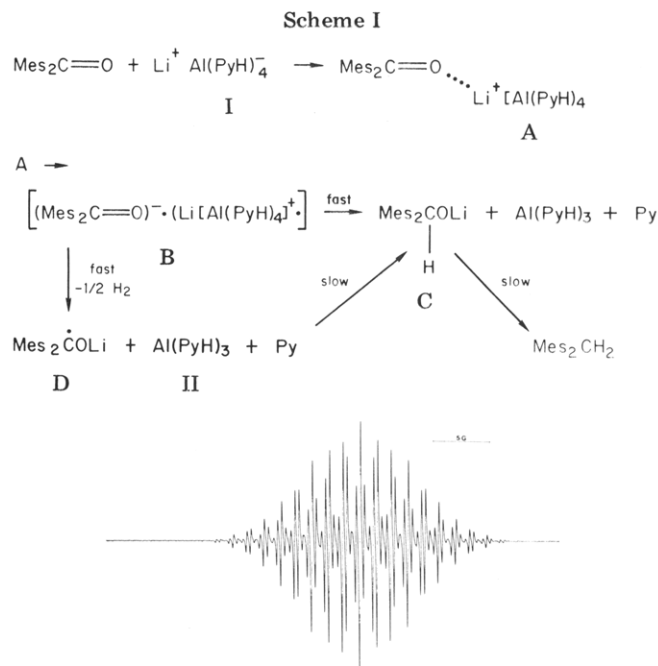 Scheme I
Mes₂C=O + Li⁺ Al(PyH)₄⁻ → Mes₂C=O
Li⁺[Al(PyH)₄
I
A
A →
[(Mes₂C=O)⁻·(Li[Al(PyH)₄]⁺·] fast → Mes₂COLi + Al(PyH)₃ + Py
B
H
fast
-1/2 H₂
slow
C
slow
Mes₂ĊOLi + Al(PyH)₃ + Py
Mes₂CH₂
D
II
5G